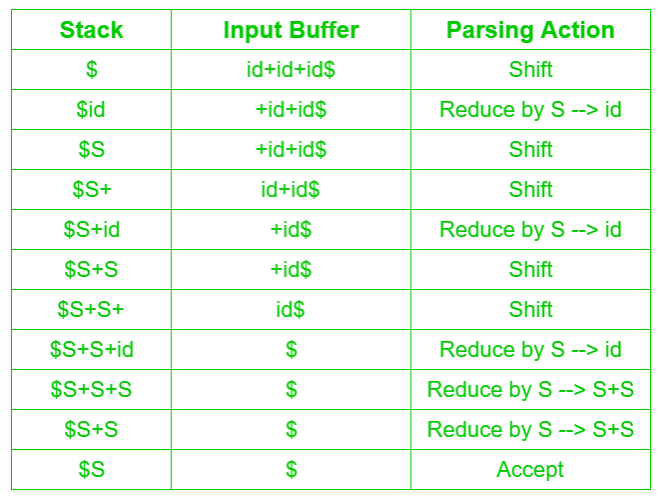 Stack Input Buffer Parsing Action
$ id+id+id$ Shift
$id +id+id$ Reduce by S --> id
$S +id+id$ Shift
$S+ id+id$ Shift
$S+id +id$ Reduce by S --> id
$S+S +id$ Shift
$S+S+ id$ Shift
$S+S+id $ Reduce by S --> id
$S+S+S $ Reduce by S --> S+S
$S+S $ Reduce by S --> S+S
$S $ Accept